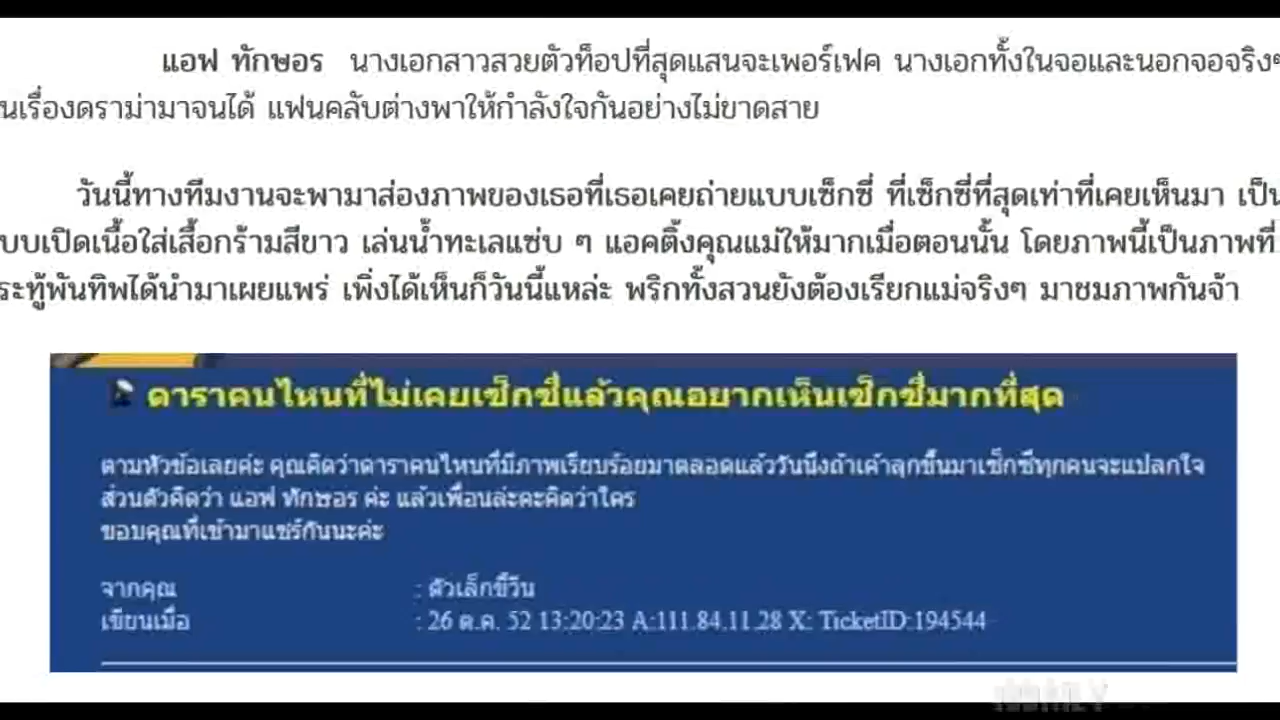 แอฟ ทักษอร นางเอกสาวสวยตัวท็อปที่สุดแสนจะเพอร์เฟค นางเอกทั้งในจอและนอกจอจริงๆ
นเรื่องดราม่ามาจนได้ แฟนคลับต่างพาให้กำลังใจกันอย่างไม่ขาดสาย
วันนี้ทางทีมงานจะพามาส่องภาพของเธอที่เธอเคยถ่ายแบบเซ็กซี่ ที่เซ็กซี่ที่สุดเท่าที่เคยเห็นมา เป็น
บบเปิดเนื้อใส่เสื้อกร้ามสีขาว เล่นน้ำทะเลแซ่บ ๆ แอคติ้งคุณแม่ให้มากเมื่อตอนนั้น โดยภาพนี้เป็นภาพที่
ระทู้พันทิพได้นำมาเผยแพร่ เพิ่งได้เห็นก็วันนี้แหล่ะ พริกทั้งสวนยังต้องเรียกแม่จริงๆ มาชมภาพกันจ้า
ดาราคนไหนที่ไม่เคยเซ็กซี่แล้วคุณอยากเห็นเซ็กซี่มากที่สุด
ตามหัวข้อเลยค่ะ คุณคิดว่าดาราคนไหนที่มีภาพเรียบร้อยมาตลอดแล้ววันนึงถ้าเค้าลุกขึ้นมาเซ็กซี่ทุกคนจะแปลกใจ
ส่วนตัวคิดว่า แอฟ ทักษอร ค่ะ แล้วเพื่อนล่ะคะคิดว่าใคร
ขอบคุณที่เข้ามาแชร์กันนะค่ะ
จากคุณ : ตัวเล็กขี้วีน
เขียนเมื่อ : 26 ต.ค. 52 13:20:23 A:111.84.11.28 X: TicketID:194544